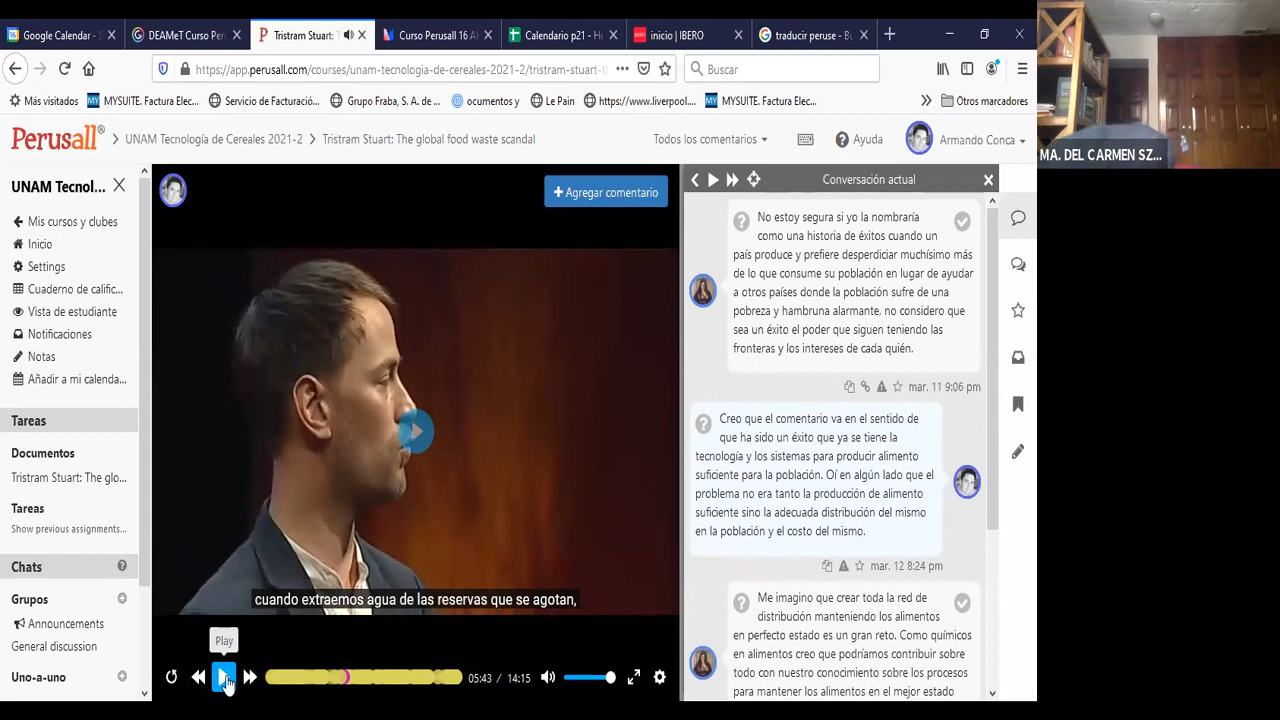 Google Calendar - S
DEAMeT Curso Per
Tristram Stuart: T
Curso Perusall 16 A
Calendario p21 - Ho
inicio | IBERO
traducir peruse - Bu
https://app.perusall.com/courses/unam-tecnologia-de-cereales-2021-2/tristram-stuart-t
Buscar
Más visitados
MYSUITE. Factura Elec...
Servicio de Facturació...
Grupo Fraba, S. A. de...
ocumentos y
Le Pain
https://www.liverpool....
MYSUITE. Factura Elec...
Otros marcadores
Perusall®
UNAM Tecnología de Cereales 2021-2
Tristram Stuart: The global food waste scandal
Todos los comentarios
Ayuda
Armando Conca
MA. DEL CARMEN SZ...
UNAM Tecnol...
Mis cursos y clubes
Inicio
Settings
Cuaderno de calific...
Vista de estudiante
Notificaciones
Notas
Añadir a mi calenda...
Tareas
Documentos
Tristram Stuart: The glo...
Tareas
Show previous assignments...
Chats
Grupos
Announcements
General discussion
Uno-a-uno
+ Agregar comentario
cuando extraemos agua de las reservas que se agotan,
Play
05:43 / 14:15
Conversación actual
No estoy segura si yo la nombraría
como una historia de éxitos cuando un
país produce y prefiere desperdiciar muchísimo más
de lo que consume su población en lugar de ayudar
a otros países donde la población sufre de una
pobreza y hambruna alarmante, no considero que
sea un éxito el poder que siguen teniendo las
fronteras y los intereses de cada quién.
mar. 11 9:06 pm
Creo que el comentario va en el sentido de
que ha sido un éxito que ya se tiene la
tecnología y los sistemas para producir alimento
suficiente para la población. Oí en algún lado que el
problema no era tanto la producción de alimento
suficiente sino la adecuada distribución del mismo
en la población y el costo del mismo.
mar. 12 8:24 pm
Me imagino que crear toda la red de
distribución manteniendo los alimentos
en perfecto estado es un gran reto. Como químicos
en alimentos creo que podríamos contribuir sobre
todo con nuestro conocimiento sobre los procesos
para mantener los alimentos en el mejor estado